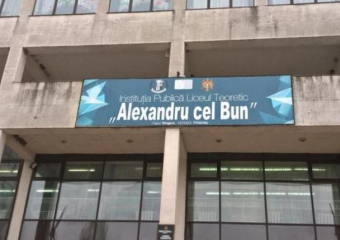 Instituția Publică Liceul Teoretic
„Alexandru cel Bun”